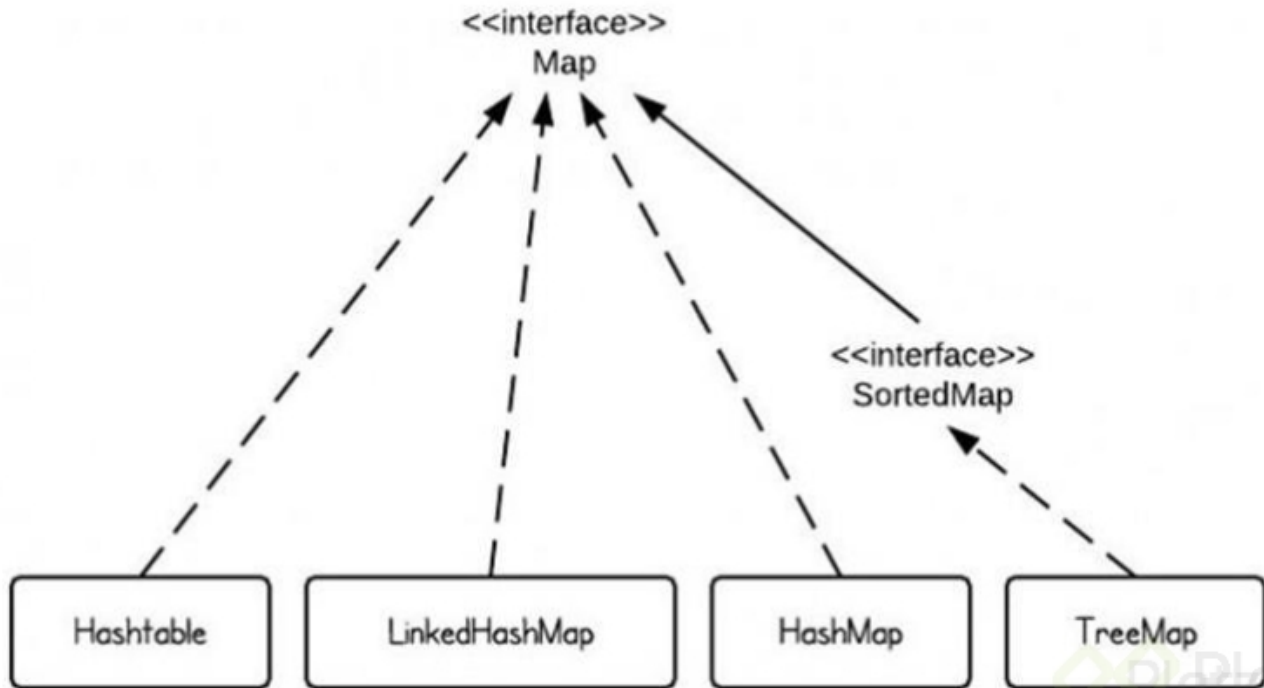 <<interface>>
Map
<<interface>>
SortedMap
Hashtable
LinkedHashMap
HashMap
TreeMap